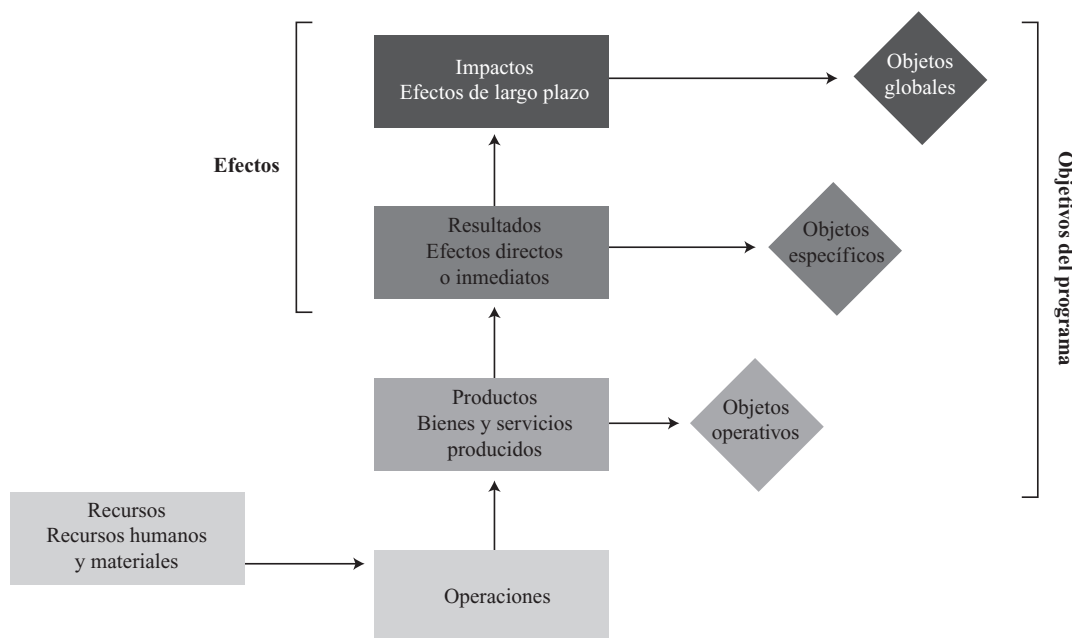 Impactos
Efectos de largo plazo
Objetos
globales
Efectos
Resultados
Efectos directos
o inmediatos
Objetos
específicos
Objetivos del programa
Productos
Bienes y servicios
producidos
Objetos
operativos
Recursos
Recursos humanos
y materiales
Operaciones